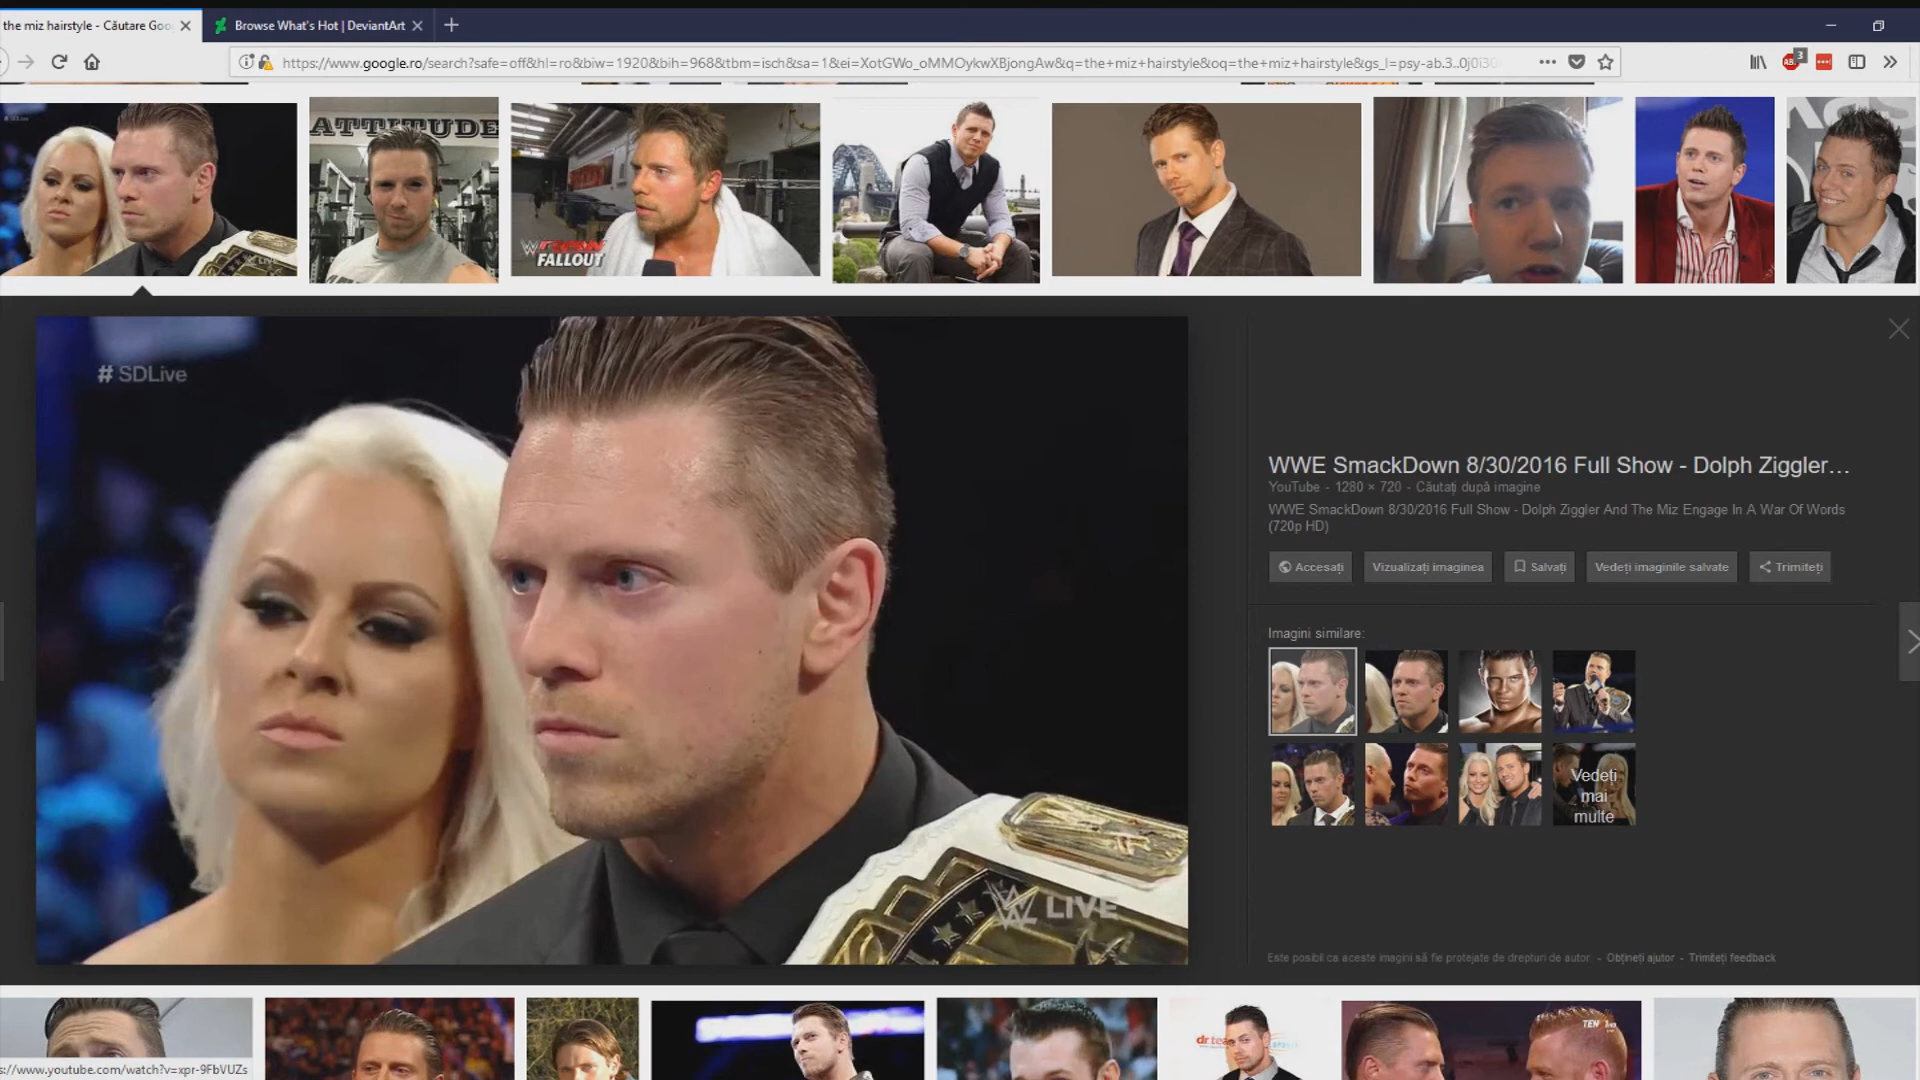 the miz hairstyle - Căutare Goo
Browse What's Hot | DeviantArt
https://www.google.ro/search?safe=off&hl=ro&biw=1920&bih=968&tbm=isch&sa=1&ei=XotGWo_oMMOykwXBjongAw&q=the+miz+hairstyle&oq=the+miz+hairstyle&gs_l=psy-ab.3..0j0i30
3
ATTITUDE
RAW
FALLOUT
# SDLive
LIVE
WWE SmackDown 8/30/2016 Full Show - Dolph Ziggler…
YouTube - 1280 × 720 - Căutați după imagine
WWE SmackDown 8/30/2016 Full Show - Dolph Ziggler And The Miz Engage In A War Of Words
(720p HD)
Accesați
Vizualizați imaginea
Salvați
Vedeți imaginile salvate
Trimiteți
Imagini similare:
Vedeți
mai
multe
Este posibil ca aceste imagini să fie protejate de drepturi de autor - Obțineți ajutor - Trimiteți feedback
dr tea
s://www.youtube.com/watch?v=xpr-9FbVUZs